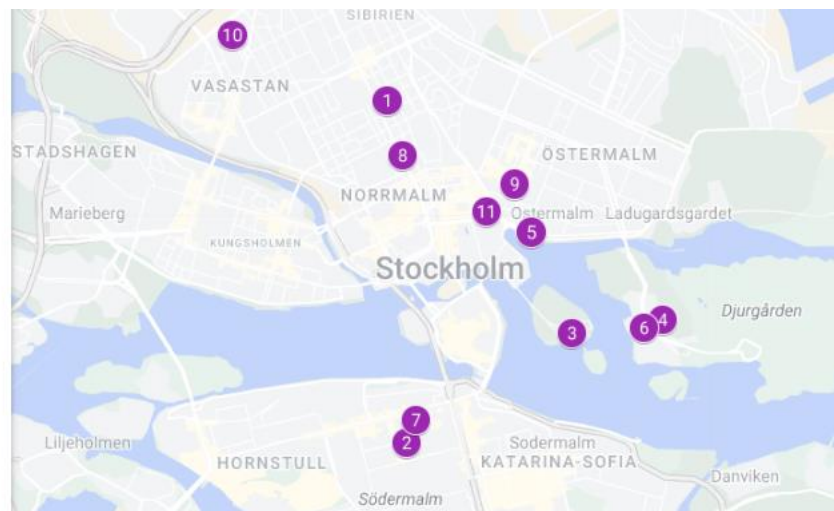 SIBIRIEN
10
VASASTAN
1
STADSHAGEN
8
ÖSTERMALM
9
NORRMALM
11
Marieberg
Ostermalm
Ladugardsgardet
5
KUNGSHOLMEN
Stockholm
Djurgården
4
6
3
7
2
Liljeholmen
Sodermalm
HORNSTULL
KATARINA-SOFIA
Danviken
Södermalm